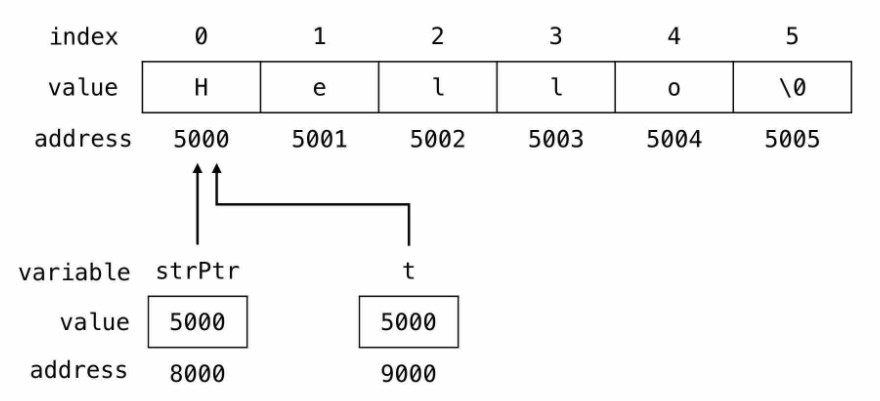 index 0 1 2 3 4 5
value H e l l o \0
address 5000 5001 5002 5003 5004 5005
variable strPtr t
value 5000 5000
address 8000 9000